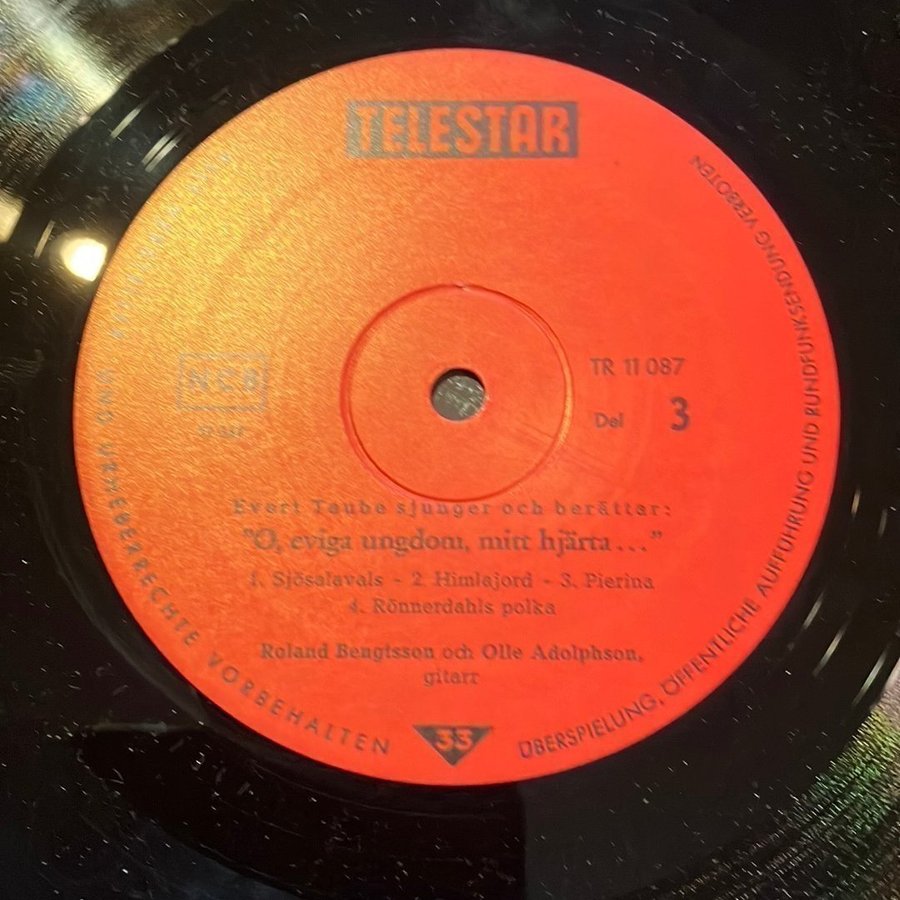 TELESTAR
NCB
TR 11 087
Del 3
Evert Taube sjunger och berättar:
"O, eviga ungdom, mitt hjärta..."
1. Sjösalavals - 2. Himlajord - 3. Pierina
4. Rönnerdahls polka
Roland Bengtsson och Olle Adolphson,
gitarr
33
UND URHEBERRECHTE VORBEHALTEN
ÜBERSPIELUNG, ÖFFENTLICHE AUFFÜHRUNG UND RUNDFUNKSENDUNG VERBOTEN